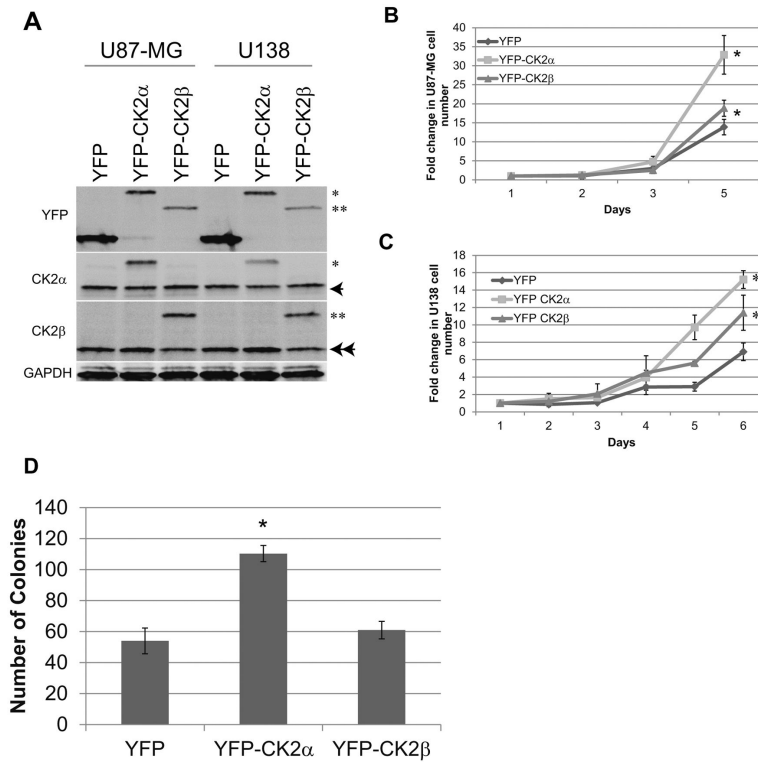 A
U87-MG
U138
YFP
YFP-CK2α
YFP-CK2β
YFP
YFP-CK2α
YFP-CK2β
YFP
*
**
CK2α
*
CK2β
**
GAPDH
B
Fold change in U87-MG cell
number
40
35
30
25
20
15
10
5
0
YFP
YFP-CK2α
YFP-CK2β
*
*
1
2
3
5
Days
C
Fold change in U138 cell
number
18
16
14
12
10
8
6
4
2
0
YFP
YFP CK2α
YFP CK2β
*
*
1
2
3
4
5
6
Days
D
Number of Colonies
140
120
100
80
60
40
20
0
*
YFP
YFP-CK2α
YFP-CK2β